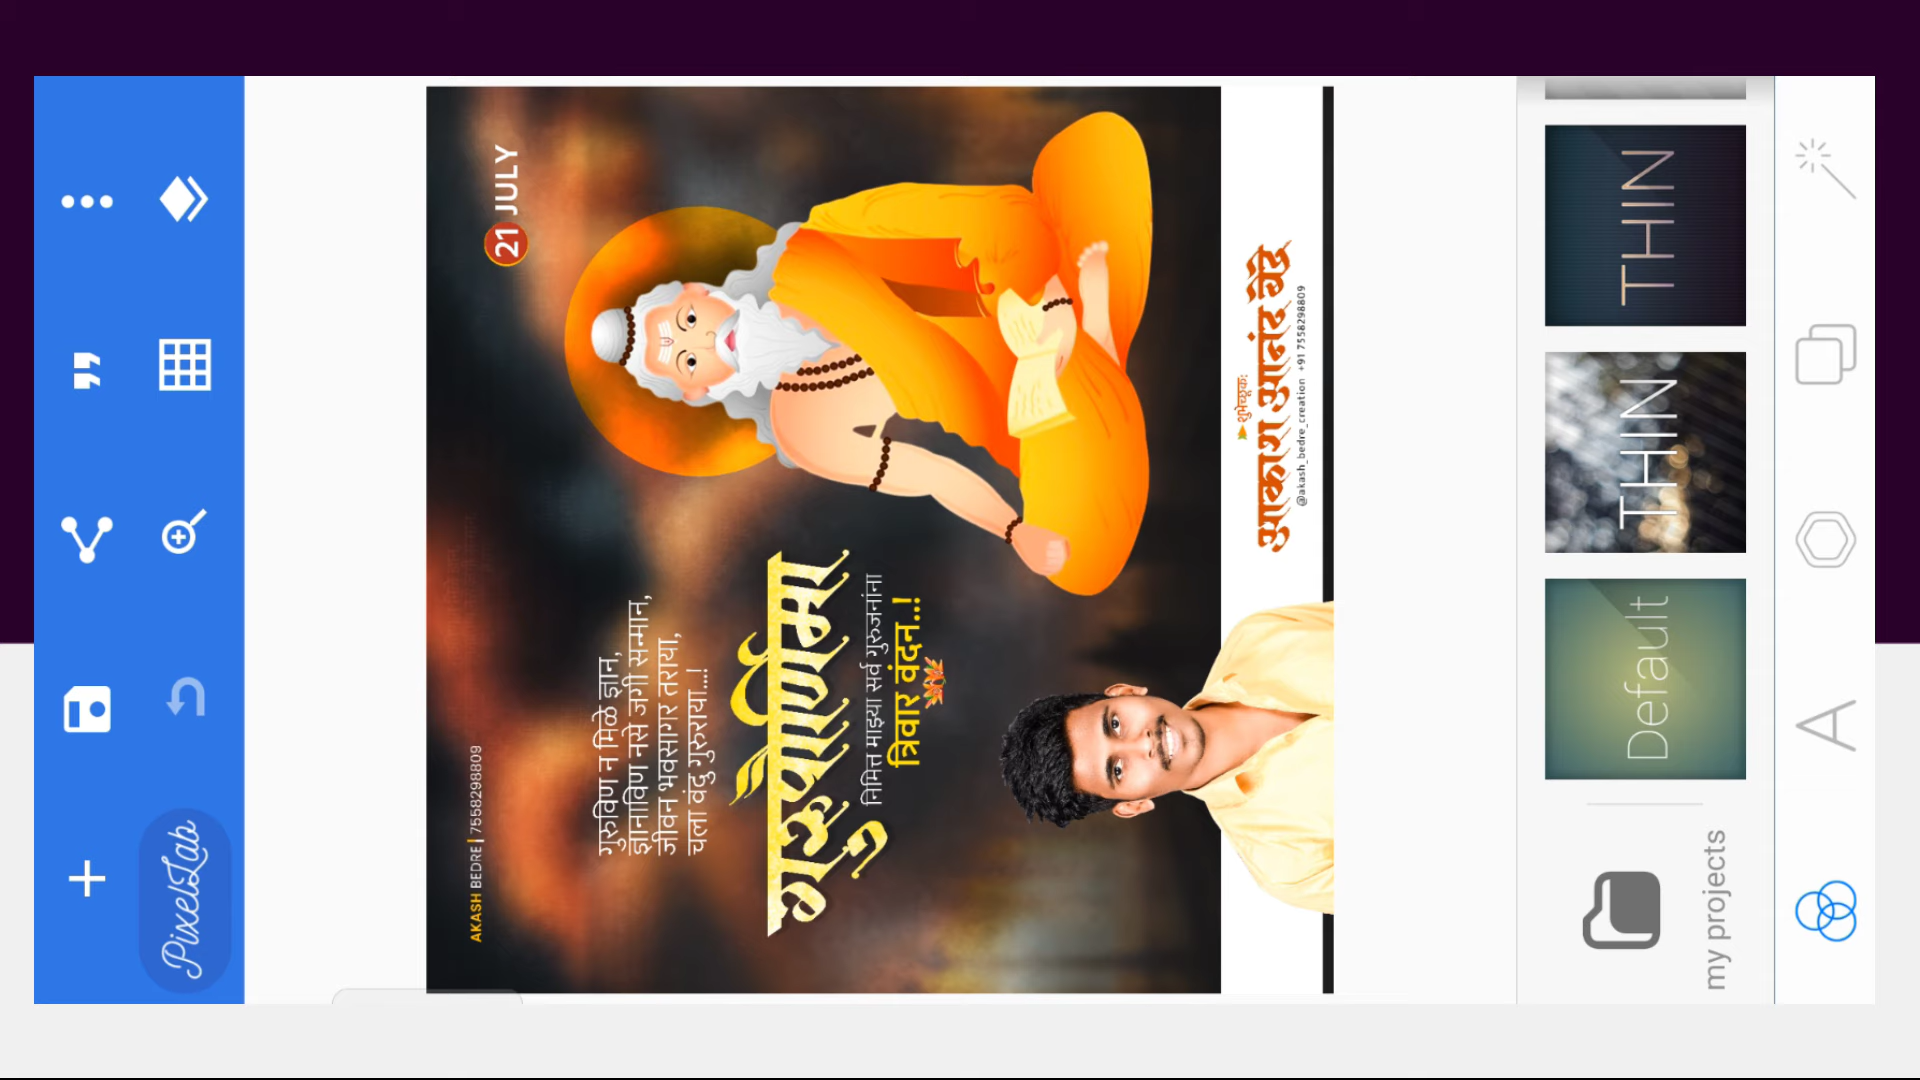 PixelLab
AKASH BEDRE | 7558298809
21 JULY
गुरुविण न मिळे ज्ञान,
ज्ञानाविण नसे जगी सन्मान,
जीवन भवसागर तराया,
चला वंदु गुरुराया...!
गुरुपौर्णिमा
निमित्त माझ्या सर्व गुरुजनांना
त्रिवार वंदन..!
शुभेच्छुक:
आकाश आनंद बेद्रे
@akash_bedre_creation +91 7558298809
my projects
Default
THIN
THIN